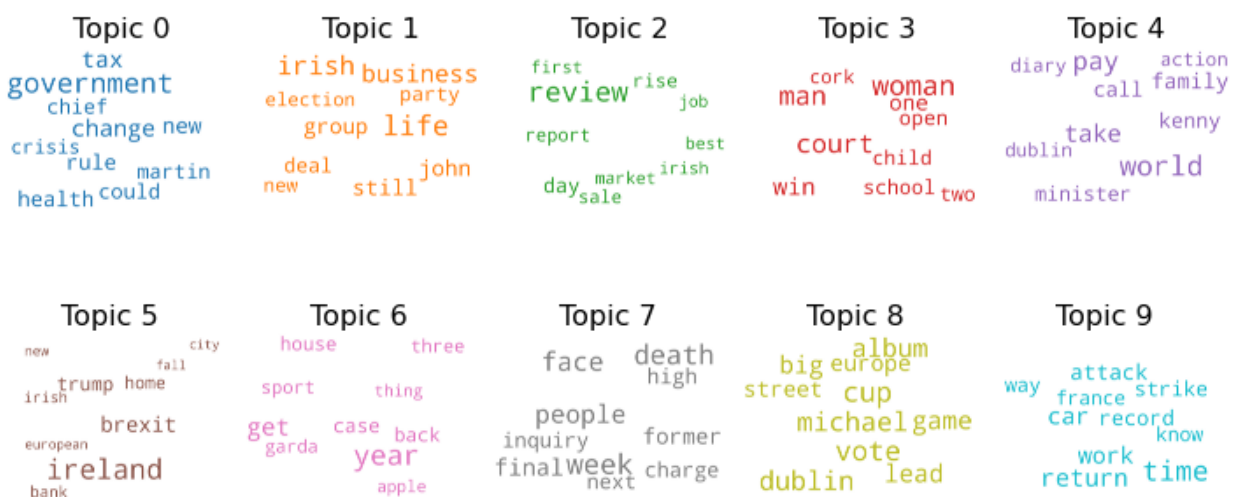 Topic 0
tax
government
chief
change new
crisis
rule
martin
health could
Topic 1
irish business
election party
group life
deal
john
new
still
Topic 2
first
review rise
job
report
best
irish
market
day
sale
Topic 3
cork
man woman
one
open
court
child
win school two
Topic 4
diary pay action
call family
kenny
take
dublin
world
minister
Topic 5
new city
fall
trump home
irish
brexit
european
ireland
bank
Topic 6
house three
sport thing
get case back
garda
year
apple
Topic 7
face death
high
people
inquiry former
final week charge
next
Topic 8
album
big europe
street cup
michael game
vote
dublin lead
Topic 9
attack
way strike
france
car record
know
work
return time